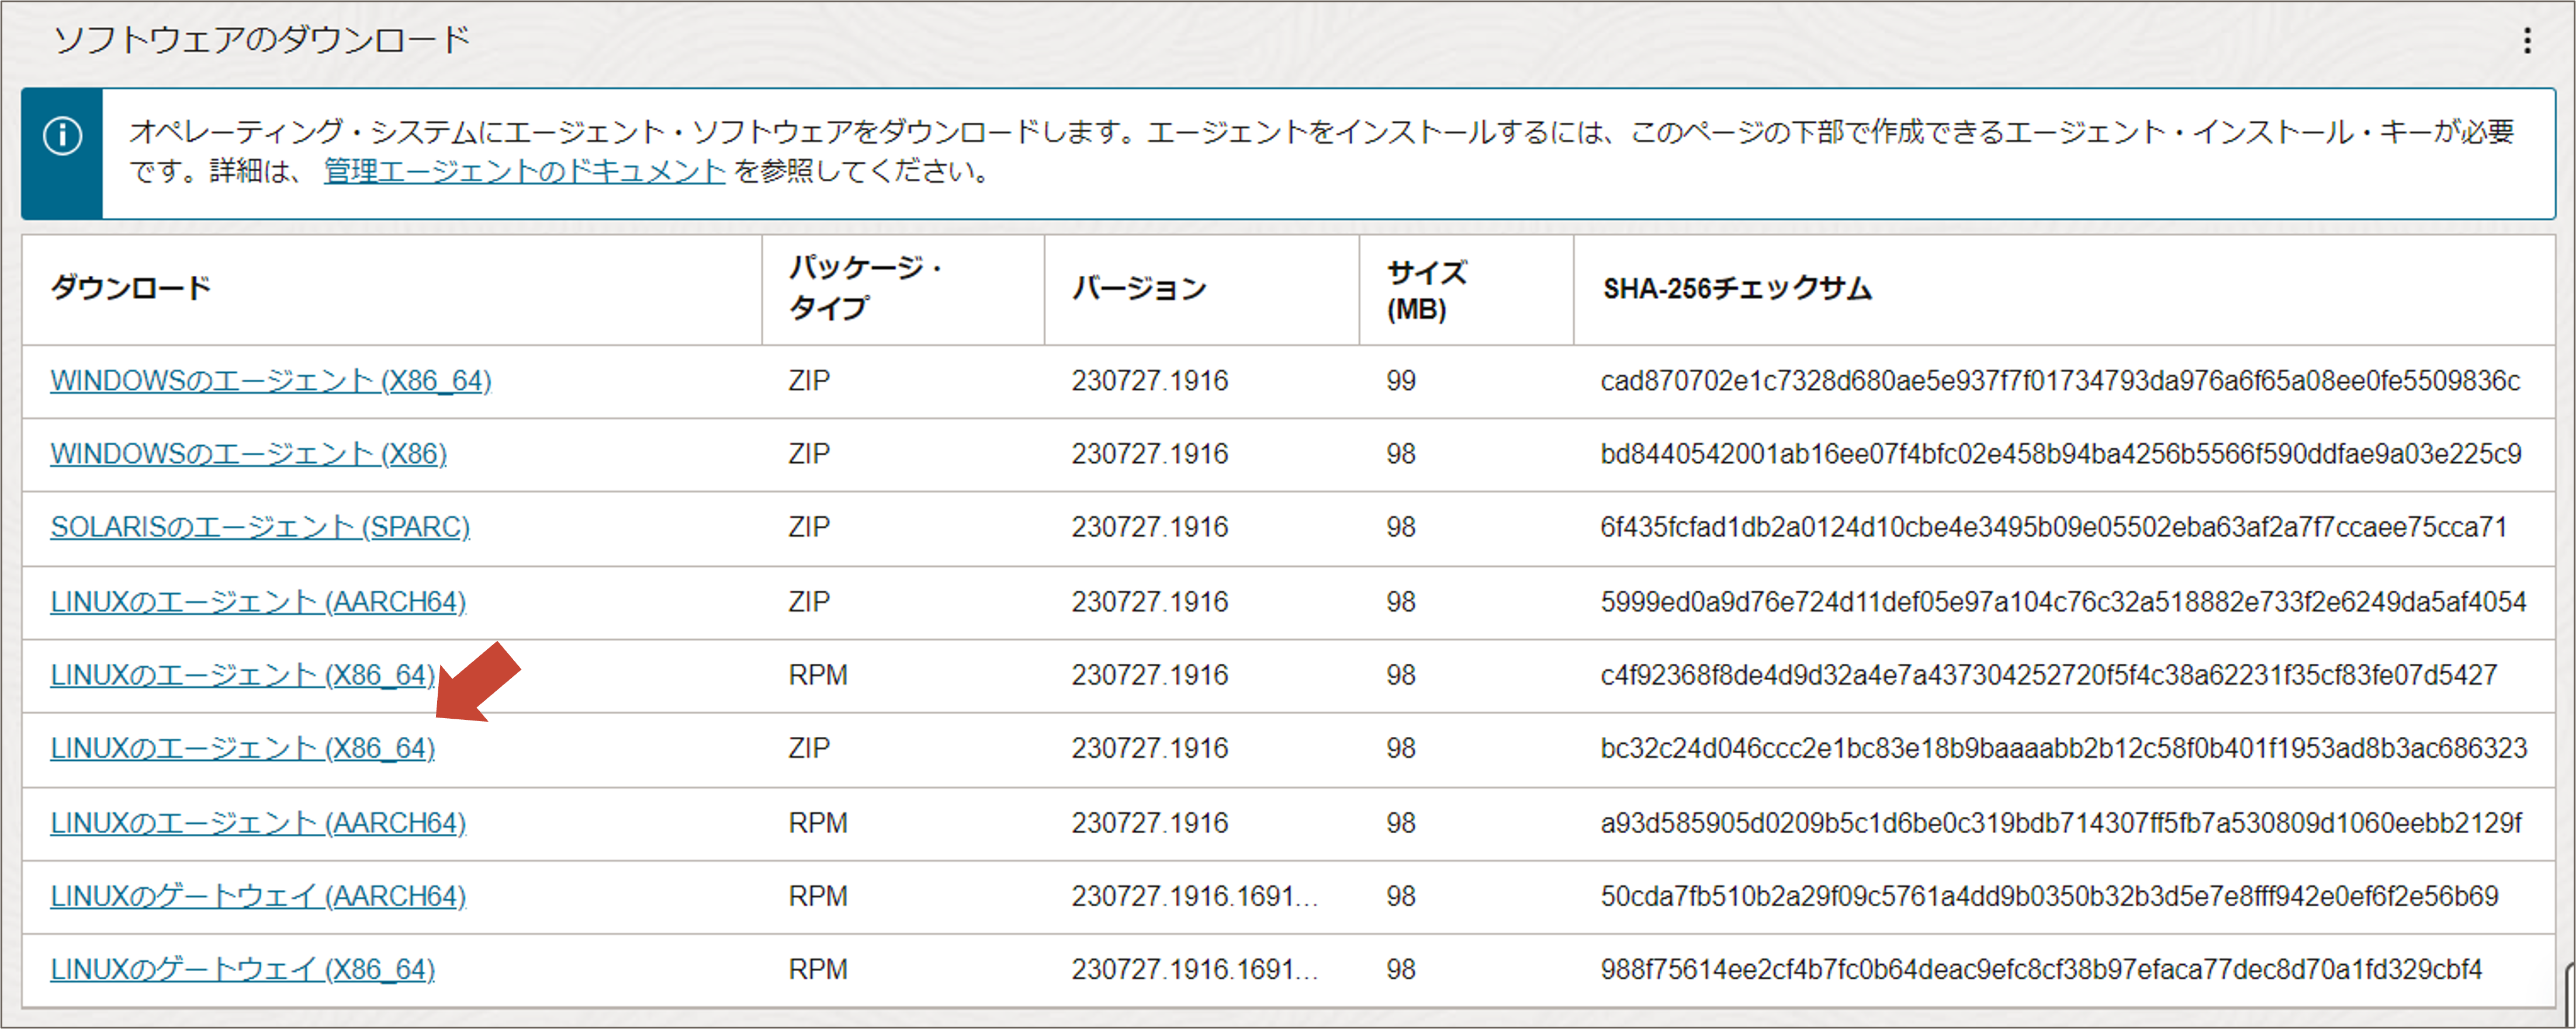 ソフトウェアのダウンロード
オペレーティング・システムにエージェント・ソフトウェアをダウンロードします。エージェントをインストールするには、このページの下部で作成できるエージェント・インストール・キーが必要
です。詳細は、 管理エージェントのドキュメント を参照してください。
ダウンロード パッケージ・タイプ バージョン サイズ (MB) SHA-256チェックサム
WINDOWSのエージェント (X86_64) ZIP 230727.1916 99 cad870702e1c7328d680ae5e937f7f01734793da976a6f65a08ee0fe5509836c
WINDOWSのエージェント (X86) ZIP 230727.1916 98 bd8440542001ab16ee07f4bfc02e458b94ba4256b5566f590ddfae9a03e225c9
SOLARISのエージェント (SPARC) ZIP 230727.1916 98 6f435fcfad1db2a0124d10cbe4e3495b09e05502eba63af2a7f7ccaee75cca71
LINUXのエージェント (AARCH64) ZIP 230727.1916 98 5999ed0a9d76e724d11def05e97a104c76c32a518882e733f2e6249da5af4054
LINUXのエージェント (X86_64) RPM 230727.1916 98 c4f92368f8de4d9d32a4e7a437304252720f5f4c38a62231f35cf83fe07d5427
LINUXのエージェント (X86_64) ZIP 230727.1916 98 bc32c24d046ccc2e1bc83e18b9baaaabb2b12c58f0b401f1953ad8b3ac686323
LINUXのエージェント (AARCH64) RPM 230727.1916 98 a93d585905d0209b5c1d6be0c319bdb714307ff5fb7a530809d1060eebb2129f
LINUXのゲートウェイ (AARCH64) RPM 230727.1916.1691... 98 50cda7fb510b2a29f09c5761a4dd9b0350b32b3d5e7e8fff942e0ef6f2e56b69
LINUXのゲートウェイ (X86_64) RPM 230727.1916.1691... 98 988f75614ee2cf4b7fc0b64deac9efc8cf38b97efaca77dec8d70a1fd329cbf4